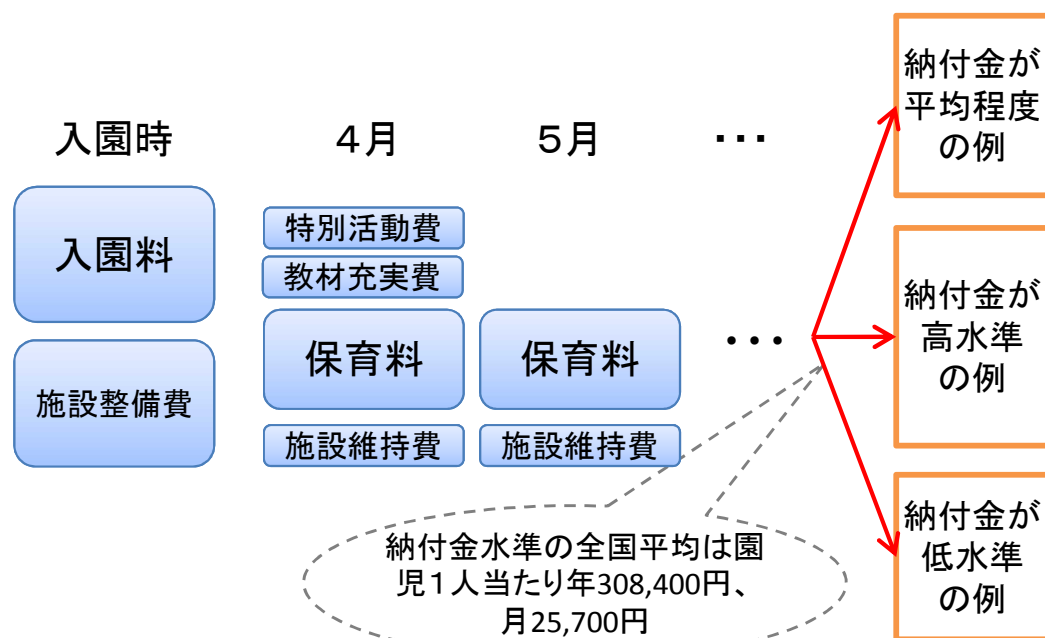 入園時
4月
5月
・・・
入園料
施設整備費
特別活動費
教材充実費
保育料
施設維持費
保育料
施設維持費
・・・
納付金が
平均程度
の例
納付金が
高水準
の例
納付金が
低水準
の例
納付金水準の全国平均は園
児1人当たり年308,400円、
月25,700円